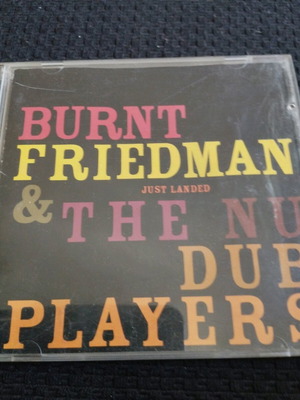 BURNT
FRIEDMAN
JUST LANDED
& THE NU
DUB
PLAYERS